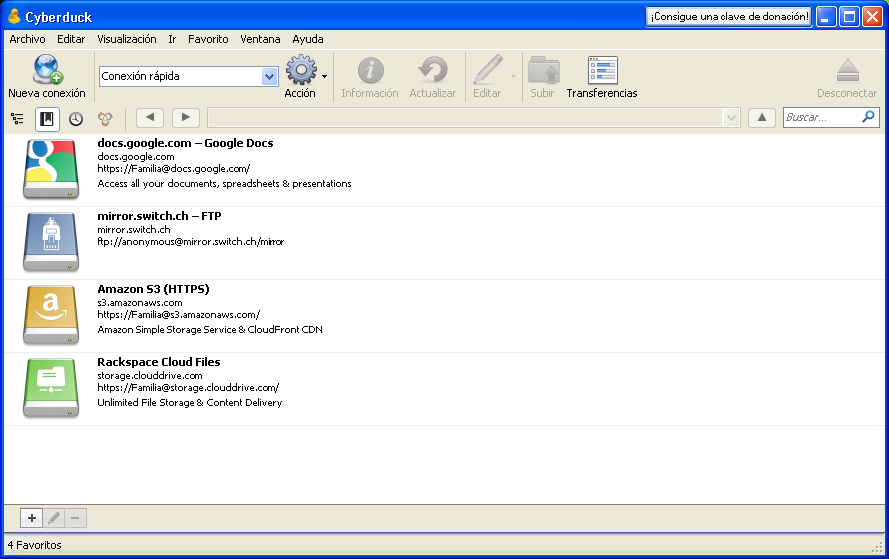 Cyberduck
¡Consigue una clave de donación!
Archivo Editar Visualización Ir Favorito Ventana Ayuda
Nueva conexión
Conexión rápida
Acción
Información
Actualizar
Editar
Subir
Transferencias
Desconectar
Buscar...
docs.google.com – Google Docs
docs.google.com
https://Familia@docs.google.com/
Access all your documents, spreadsheets & presentations
mirror.switch.ch – FTP
mirror.switch.ch
ftp://anonymous@mirror.switch.ch/mirror
Amazon S3 (HTTPS)
s3.amazonaws.com
https://Familia@s3.amazonaws.com/
Amazon Simple Storage Service & CloudFront CDN
Rackspace Cloud Files
storage.clouddrive.com
https://Familia@storage.clouddrive.com/
Unlimited File Storage & Content Delivery
4 Favoritos